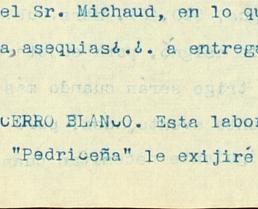 el Sr. Michaud, en lo qu
a, asequias&.&. á entrega
CERRO BLANCO. Esta labor
"Pedriceña" le exijiré